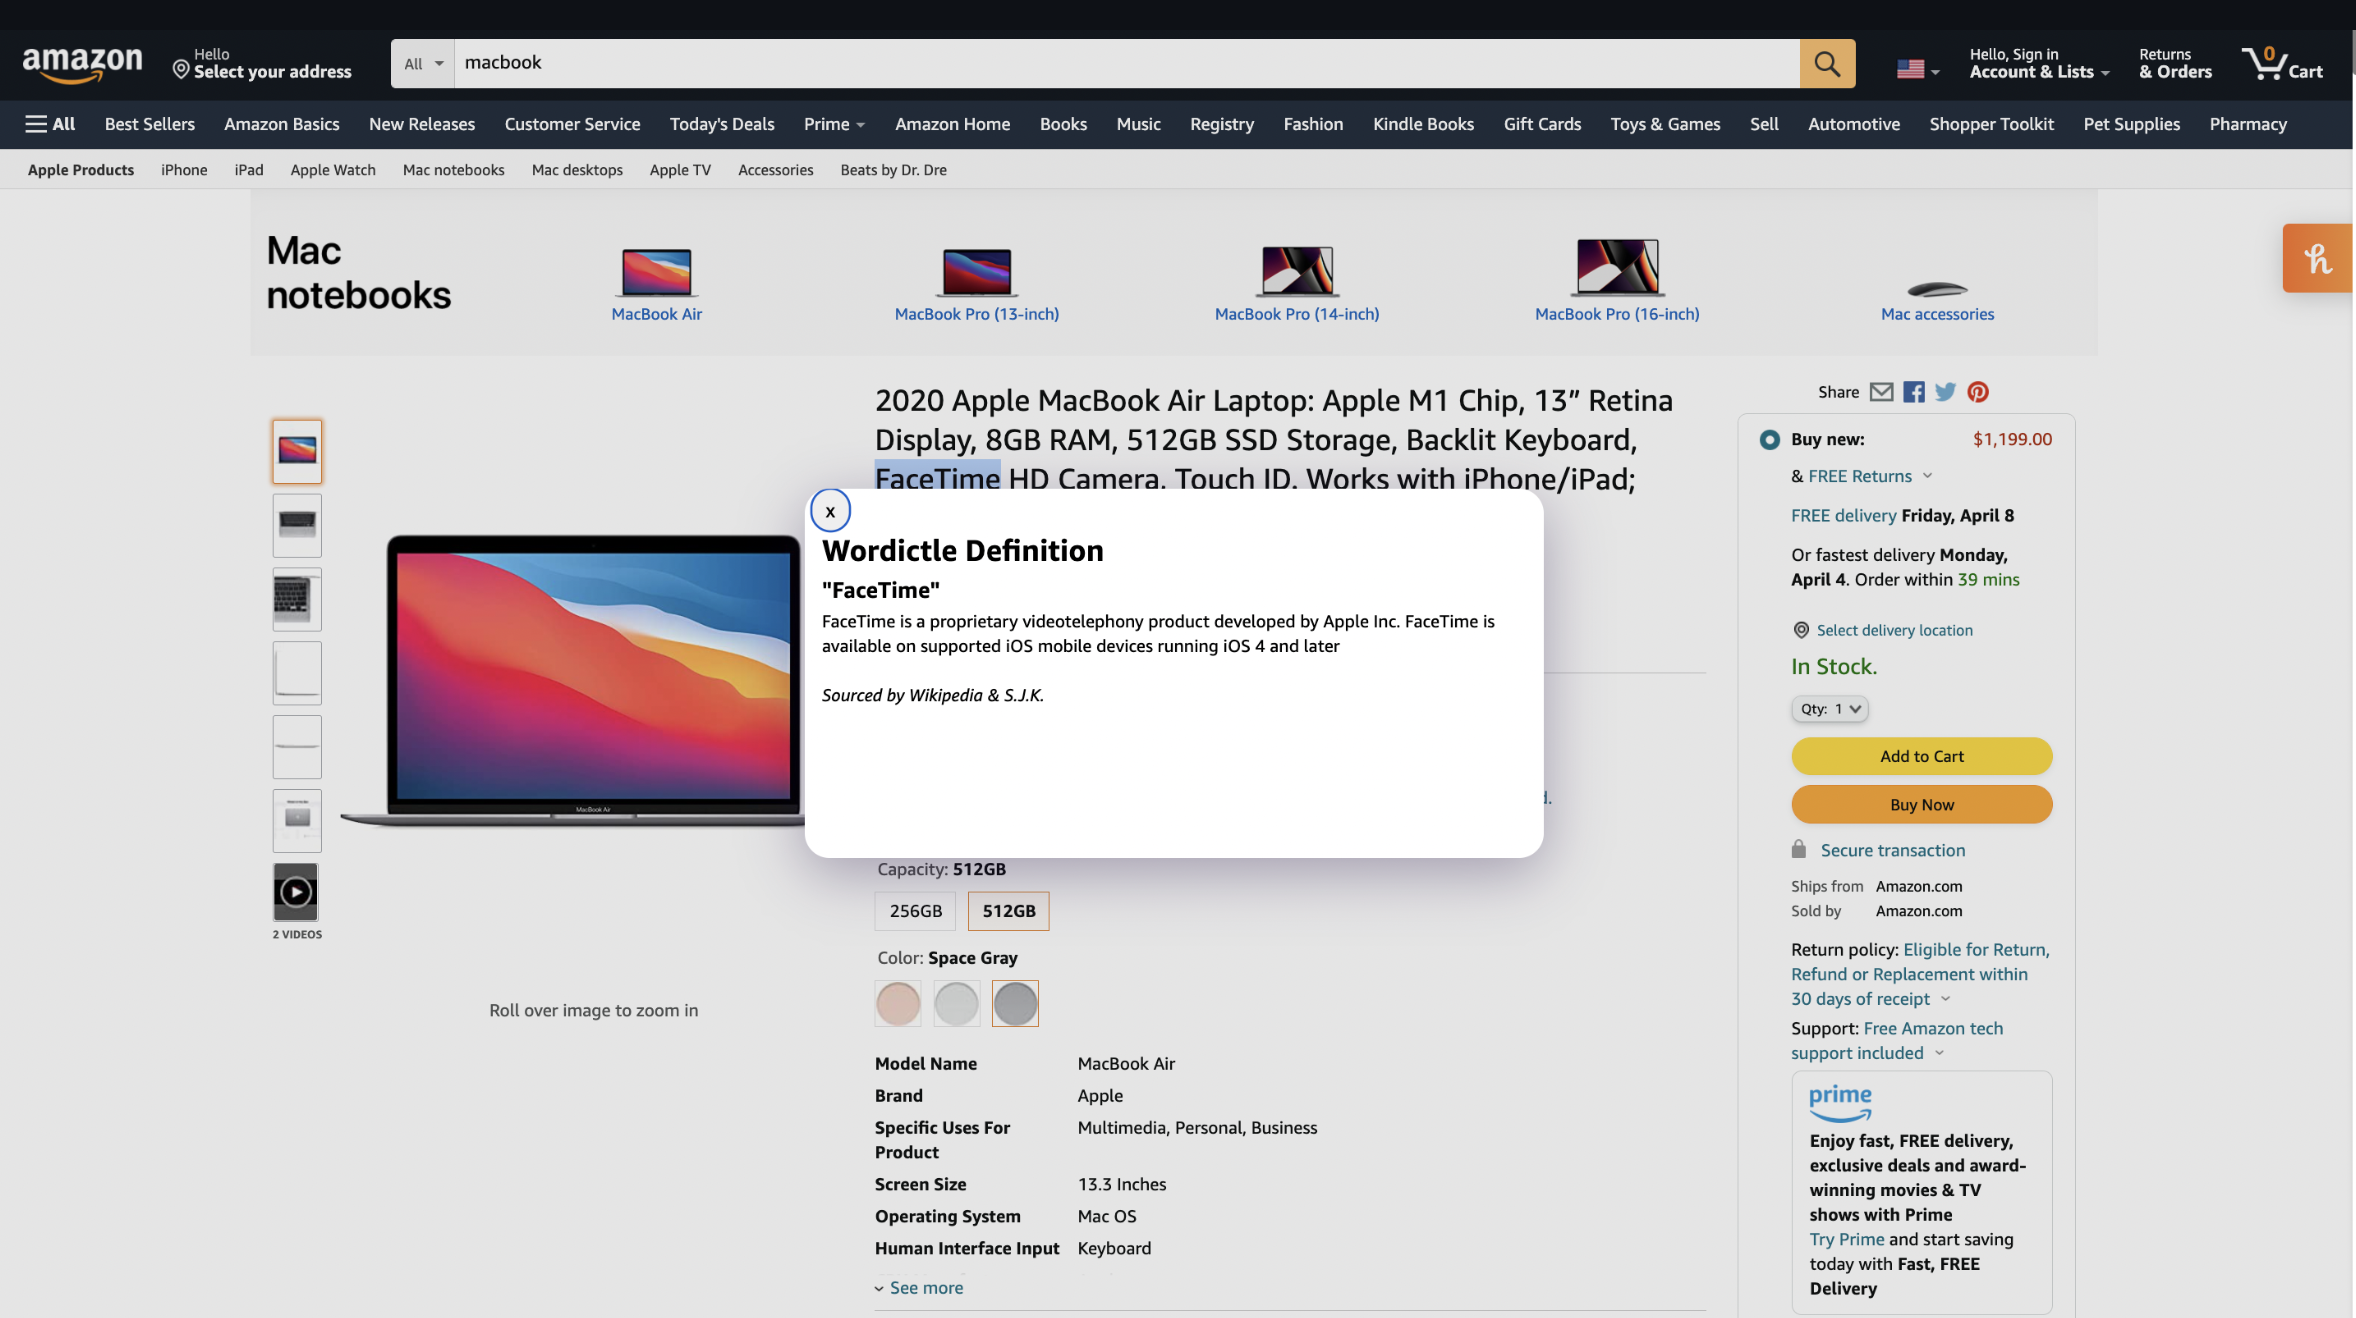 amazon
Hello
Select your address
All
macbook
Hello, Sign in
Account & Lists
Returns
& Orders
0
Cart
All
Best Sellers
Amazon Basics
New Releases
Customer Service
Today's Deals
Prime
Amazon Home
Books
Music
Registry
Fashion
Kindle Books
Gift Cards
Toys & Games
Sell
Automotive
Shopper Toolkit
Pet Supplies
Pharmacy
Apple Products
iPhone
iPad
Apple Watch
Mac notebooks
Mac desktops
Apple TV
Accessories
Beats by Dr. Dre
Mac
notebooks
MacBook Air
MacBook Pro (13-inch)
MacBook Pro (14-inch)
MacBook Pro (16-inch)
Mac accessories
h
2020 Apple MacBook Air Laptop: Apple M1 Chip, 13″ Retina
Display, 8GB RAM, 512GB SSD Storage, Backlit Keyboard,
FaceTime HD Camera, Touch ID. Works with iPhone/iPad;
x
Wordictle Definition
"FaceTime"
FaceTime is a proprietary videotelephony product developed by Apple Inc. FaceTime is
available on supported iOS mobile devices running iOS 4 and later
Sourced by Wikipedia & S.J.K.
d.
MacBook Air
2 VIDEOS
Roll over image to zoom in
Capacity: 512GB
256GB
512GB
Color: Space Gray
Model Name MacBook Air
Brand Apple
Specific Uses For Multimedia, Personal, Business
Product
Screen Size 13.3 Inches
Operating System Mac OS
Human Interface Input Keyboard
See more
Share
Buy new: $1,199.00
& FREE Returns
FREE delivery Friday, April 8
Or fastest delivery Monday,
April 4. Order within 39 mins
Select delivery location
In Stock.
Qty: 1
Add to Cart
Buy Now
Secure transaction
Ships from Amazon.com
Sold by Amazon.com
Return policy: Eligible for Return,
Refund or Replacement within
30 days of receipt
Support: Free Amazon tech
support included
prime
Enjoy fast, FREE delivery,
exclusive deals and award-
winning movies & TV
shows with Prime
Try Prime and start saving
today with Fast, FREE
Delivery